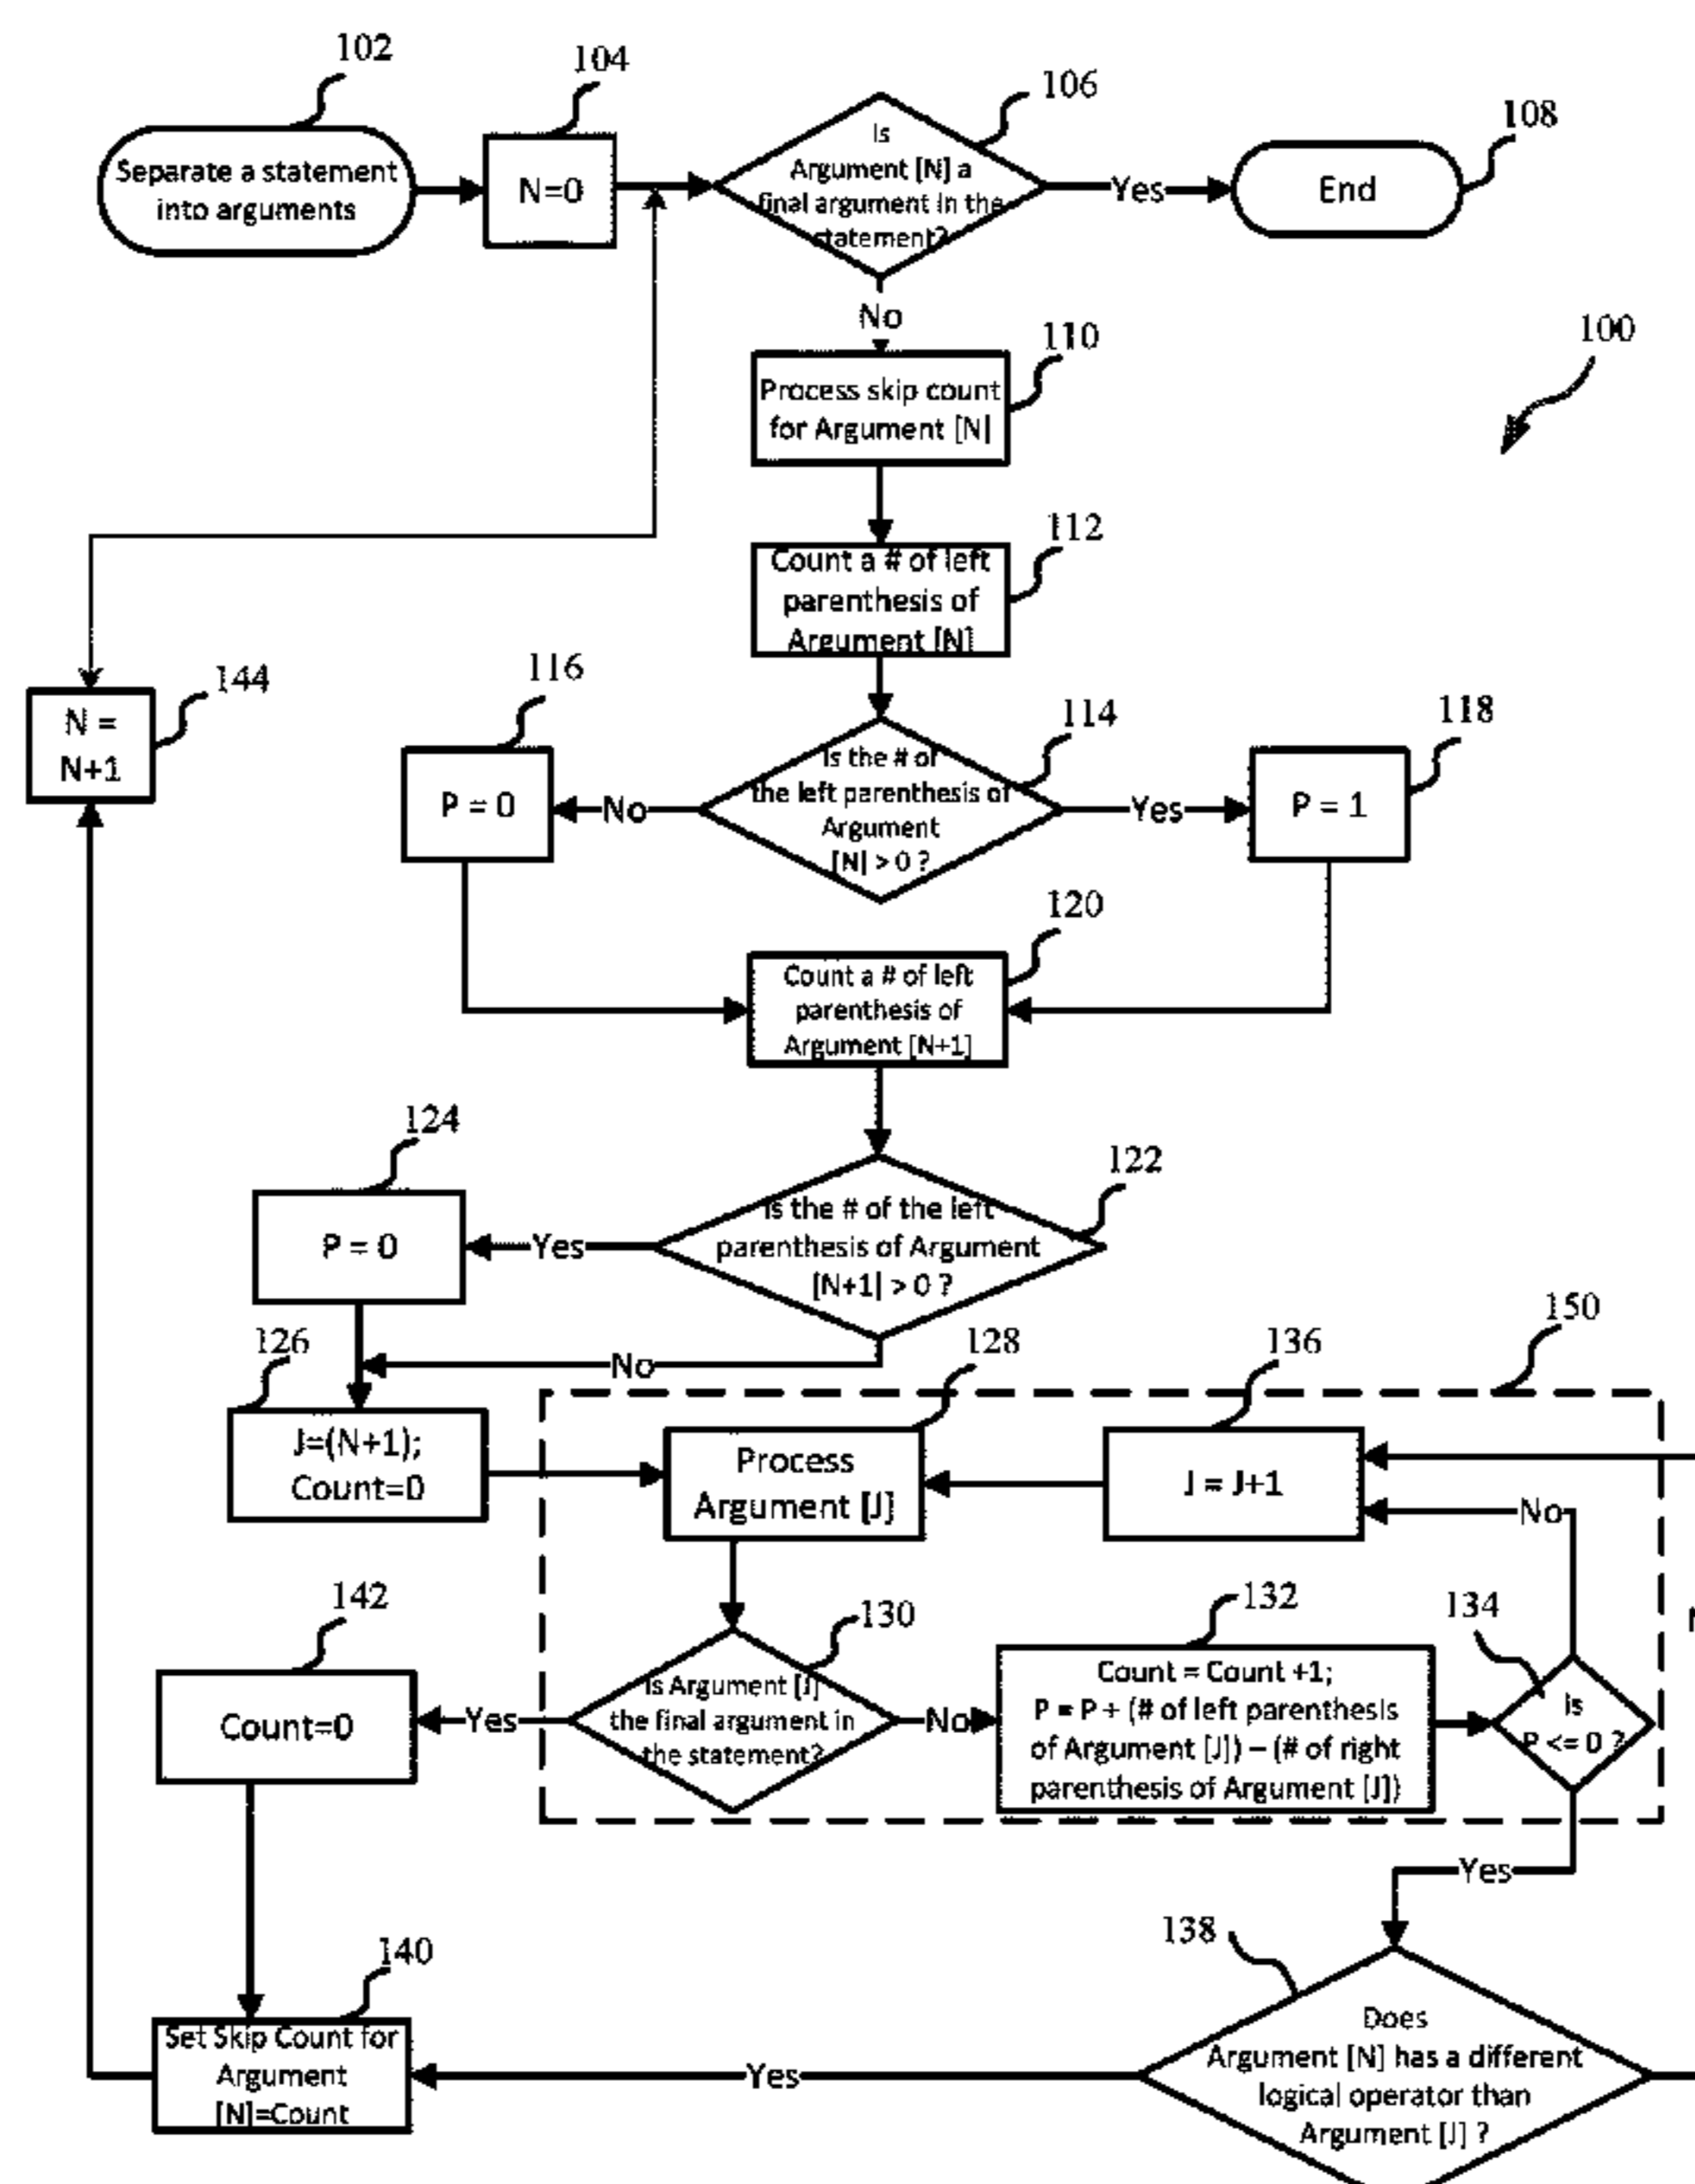 102
104
106
108
Separate a statement
into arguments
N=0
Is
Argument [N] a
final argument in the
statement?
Yes
End
No
100
110
Process skip count
for Argument [N]
112
Count a # of left
parenthesis of
Argument [N]
144
N =
N+1
116
P = 0
No
114
Is the # of
the left parenthesis of
Argument
[N] > 0 ?
Yes
118
P = 1
120
Count a # of left
parenthesis of
Argument [N+1]
124
P = 0
Yes
122
Is the # of the left
parenthesis of Argument
[N+1] > 0 ?
No
126
J=(N+1);
Count=0
128
Process
Argument [J]
136
J = J+1
150
No
142
Count=0
Yes
130
Is Argument [J]
the final argument in
the statement?
No
132
Count = Count +1;
P = P + (# of left parenthesis
of Argument [J]) – (# of right
parenthesis of Argument [J])
134
Is
P <= 0 ?
Yes
140
Set Skip Count for
Argument
[N]=Count
Yes
138
Does
Argument [N] has a different
logical operator than
Argument [J] ?